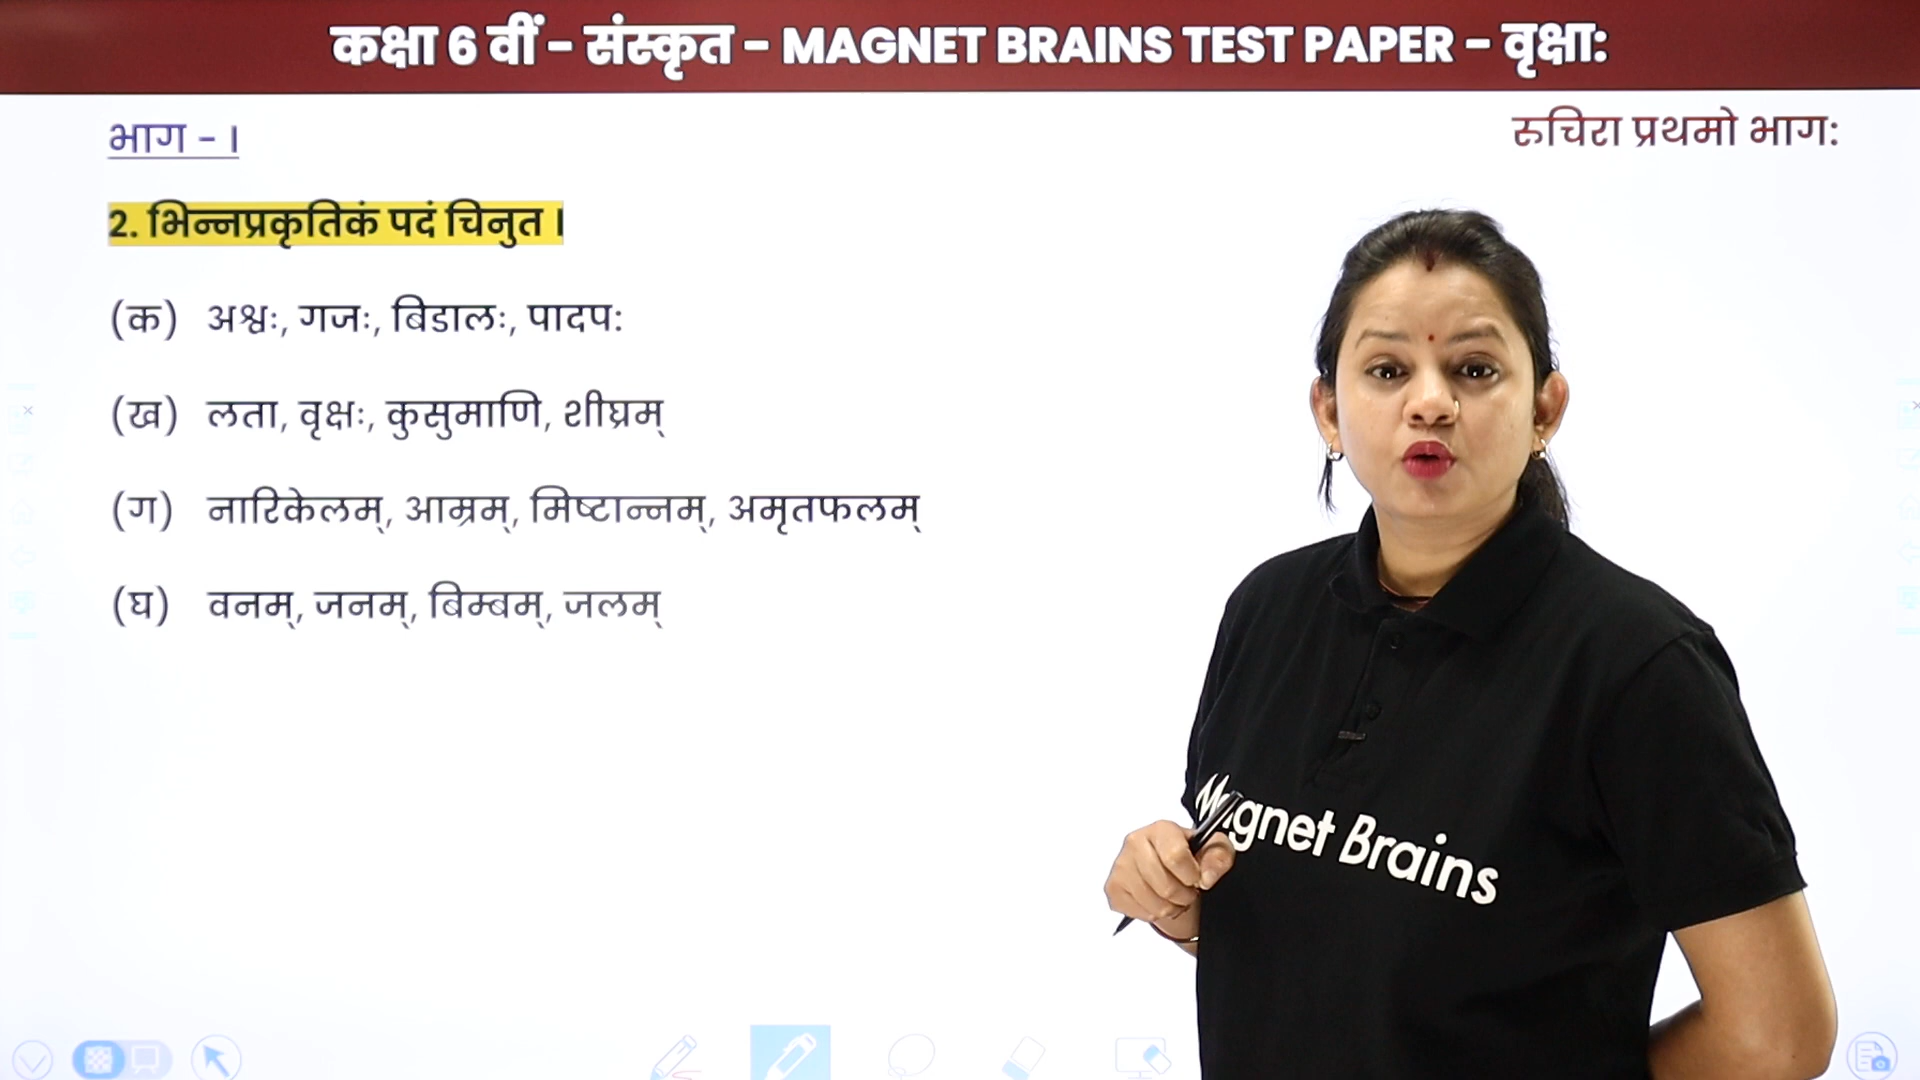 कक्षा 6 वीं - संस्कृत - MAGNET BRAINS TEST PAPER - वृक्षा:
भाग - I
रुचिरा प्रथमो भाग:
2. भिन्नप्रकृतिकं पदं चिनुत ।
(क) अश्वः, गजः, बिडालः, पादप:
(ख) लता, वृक्षः, कुसुमाणि, शीघ्रम्
(ग) नारिकेलम्, आम्रम्, मिष्टान्नम्, अमृतफलम्
(घ) वनम्, जनम्, बिम्बम्, जलम्
Magnet Brains